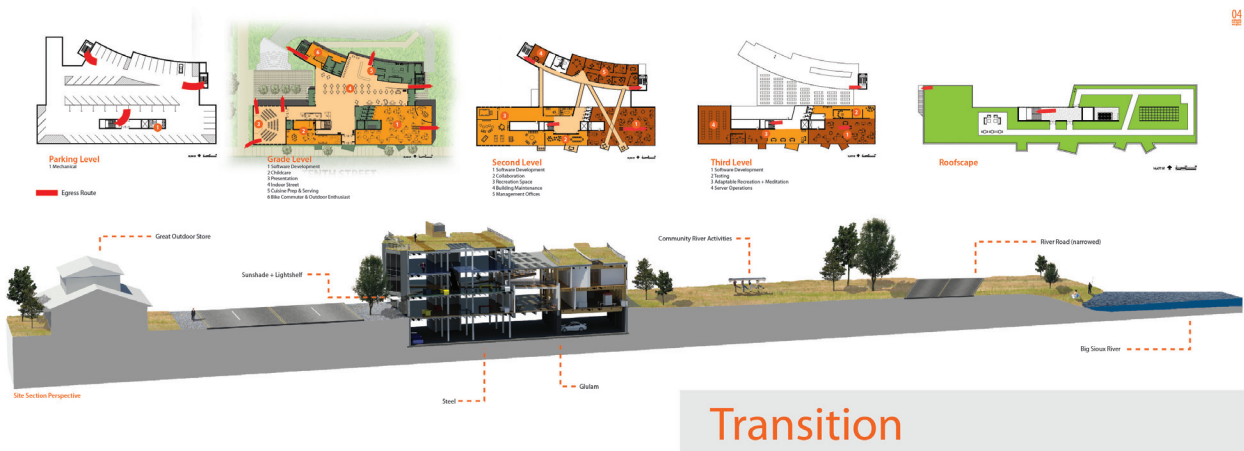 04
Parking Level
1 Mechanical
Egress Route
TENTH STREET
Grade Level
1 Software Development
2 Childcare
3 Presentation
4 Indoor Street
5 Cuisine Prep & Serving
6 Bike Commuter & Outdoor Enthusiast
Second Level
1 Software Development
2 Collaboration
3 Recreation Space
4 Building Maintenance
5 Management Offices
Third Level
1 Software Development
2 Testing
3 Adaptable Recreation + Meditation
4 Server Operations
Roofscape
Great Outdoor Store
Sunshade + Lightshelf
Community River Activities
River Road (narrowed)
Big Sioux River
Glulam
Steel
Site Section Perspective
Transition